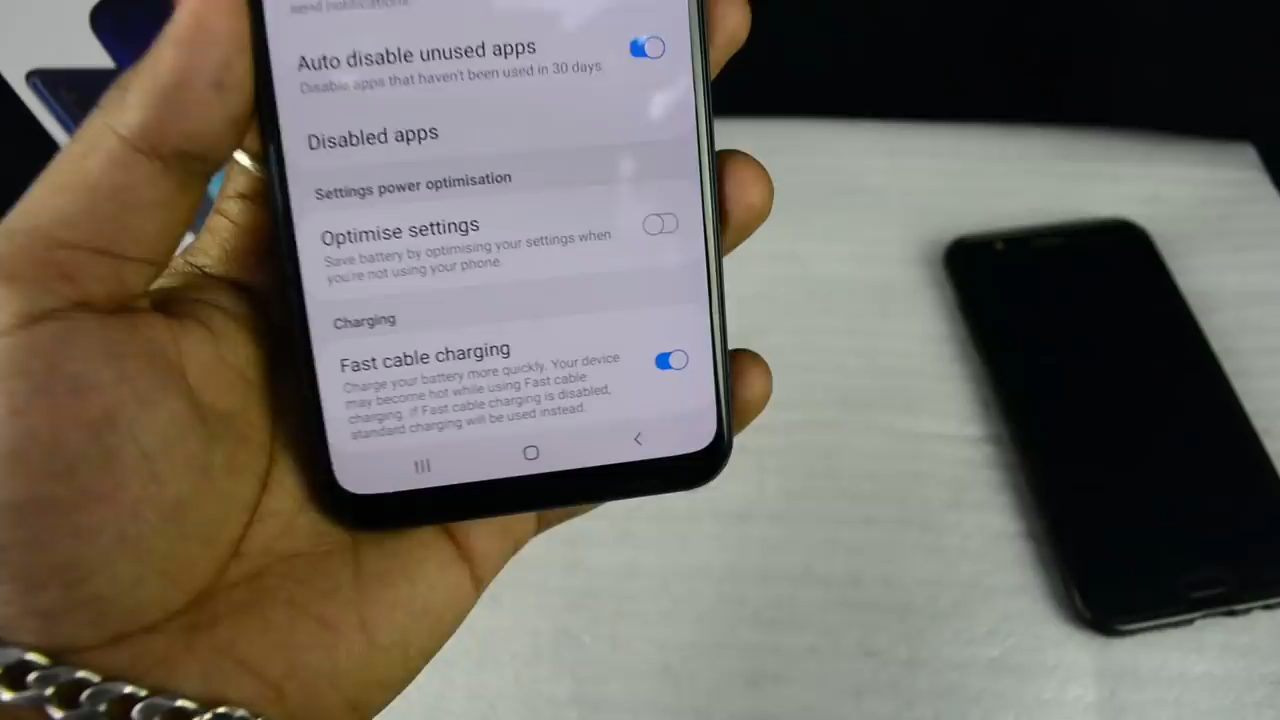 send notifications.
Auto disable unused apps
Disable apps that haven't been used in 30 days.
Disabled apps
Settings power optimisation
Optimise settings
Save battery by optimising your settings when
you're not using your phone.
Charging
Fast cable charging
Charge your battery more quickly. Your device
may become hot while using Fast cable
charging. If Fast cable charging is disabled,
standard charging will be used instead.